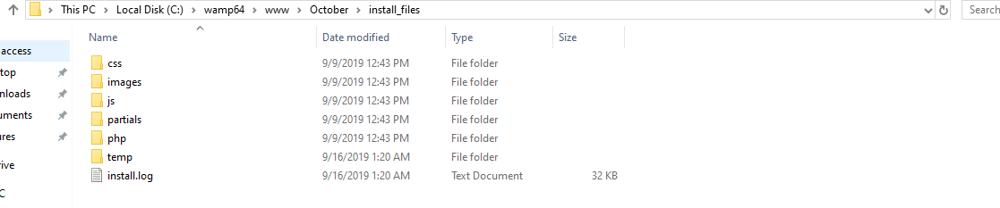 This PC > Local Disk (C:) > wamp64 > www > October > install_files
Search
Name Date modified Type Size
access
top
nloads
uments
ures
rive
C
css 9/9/2019 12:43 PM File folder
images 9/9/2019 12:43 PM File folder
js 9/9/2019 12:43 PM File folder
partials 9/9/2019 12:43 PM File folder
php 9/9/2019 12:43 PM File folder
temp 9/16/2019 1:20 AM File folder
install.log 9/16/2019 1:20 AM Text Document 32 KB